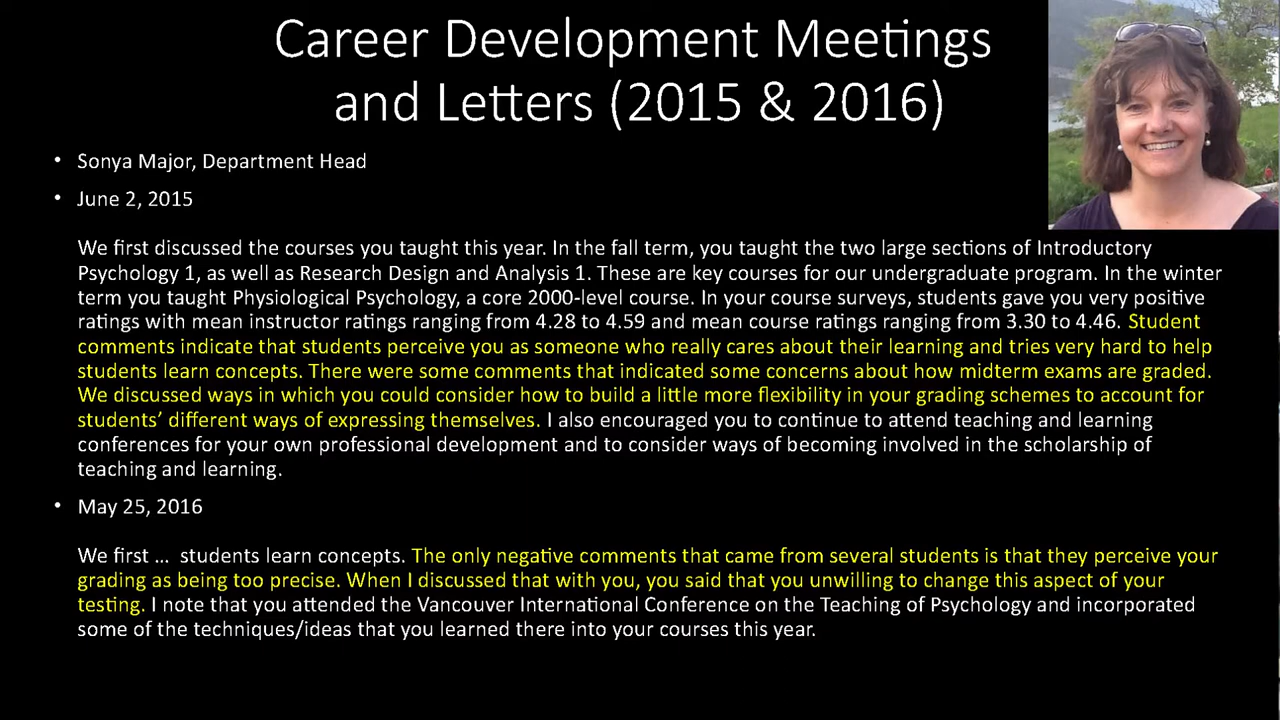 Career Development Meetings
and Letters (2015 & 2016)
• Sonya Major, Department Head
• June 2, 2015
We first discussed the courses you taught this year. In the fall term, you taught the two large sections of Introductory
Psychology 1, as well as Research Design and Analysis 1. These are key courses for our undergraduate program. In the winter
term you taught Physiological Psychology, a core 2000-level course. In your course surveys, students gave you very positive
ratings with mean instructor ratings ranging from 4.28 to 4.59 and mean course ratings ranging from 3.30 to 4.46. Student
comments indicate that students perceive you as someone who really cares about their learning and tries very hard to help
students learn concepts. There were some comments that indicated some concerns about how midterm exams are graded.
We discussed ways in which you could consider how to build a little more flexibility in your grading schemes to account for
students’ different ways of expressing themselves. I also encouraged you to continue to attend teaching and learning
conferences for your own professional development and to consider ways of becoming involved in the scholarship of
teaching and learning.
• May 25, 2016
We first … students learn concepts. The only negative comments that came from several students is that they perceive your
grading as being too precise. When I discussed that with you, you said that you unwilling to change this aspect of your
testing. I note that you attended the Vancouver International Conference on the Teaching of Psychology and incorporated
some of the techniques/ideas that you learned there into your courses this year.